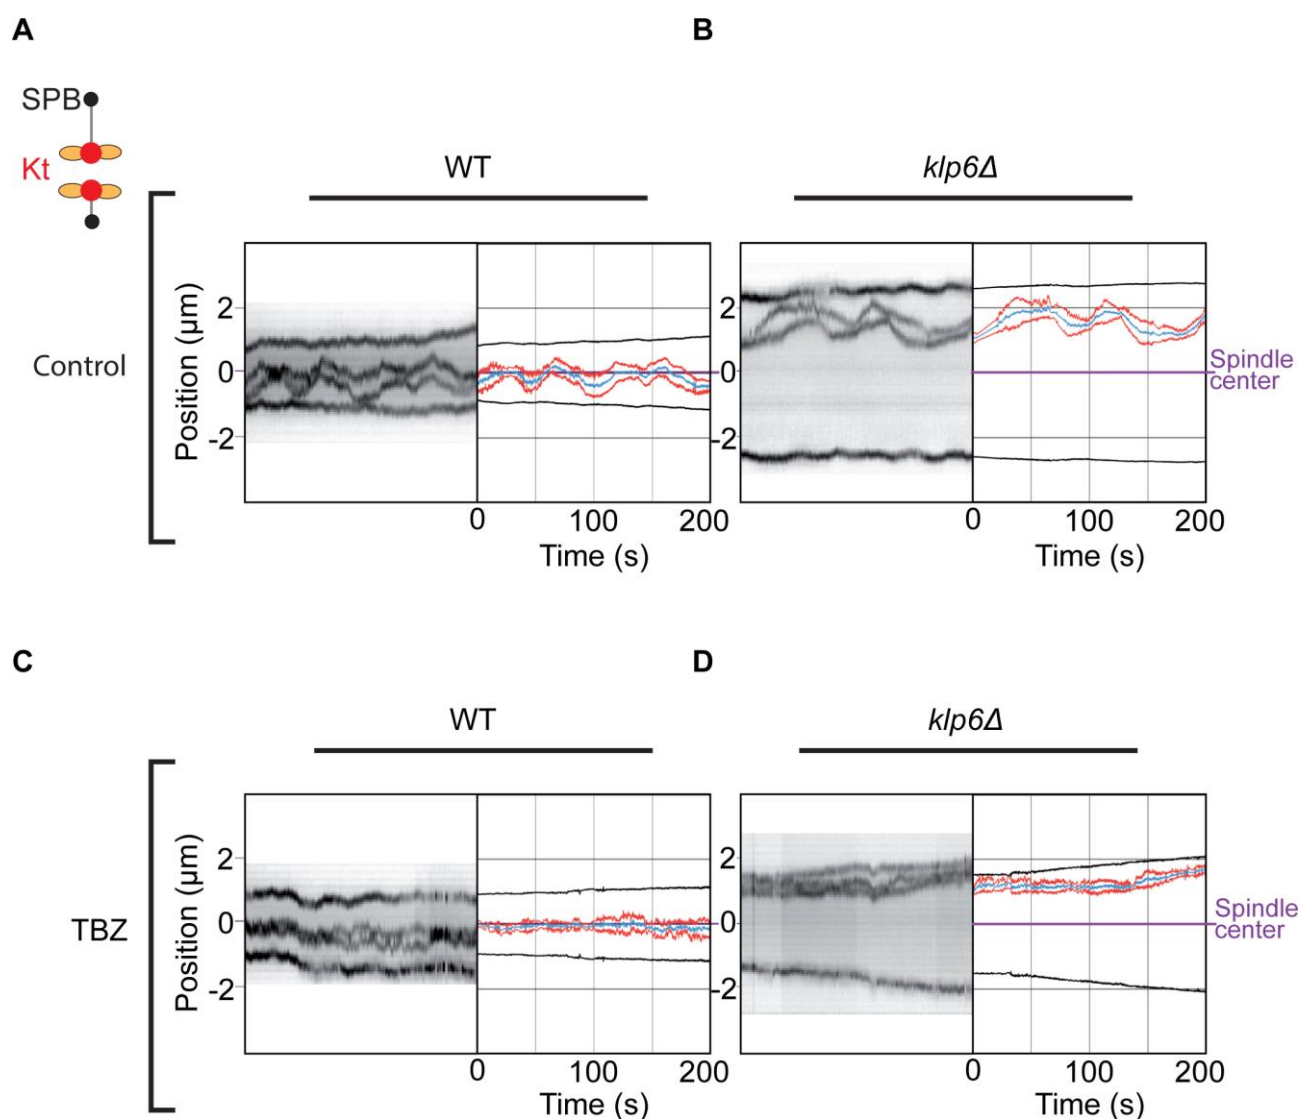 A
B
SPB
Kt
WT
klp6Δ
Control
Position (µm)
2
0
-2
2
0
-2
Spindle
center
0
100
200
Time (s)
0
100
200
Time (s)
C
D
WT
klp6Δ
TBZ
Position (µm)
2
0
-2
2
0
-2
Spindle
center
0
100
200
Time (s)
0
100
200
Time (s)